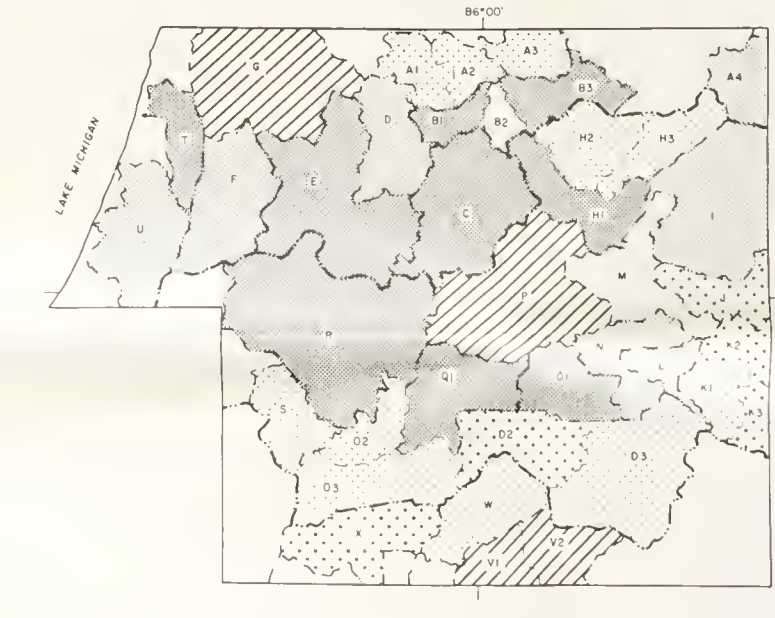 86°00'
G
A1
A2
A3
A4
B3
D
B1
B2
T
H2
H3
LAKE MICHIGAN
F
E
C
H1
I
U
M
P
J
R
N
K2
L
Q1
K1
K3
S
O2
D2
D3
O3
W
X
V2
V1